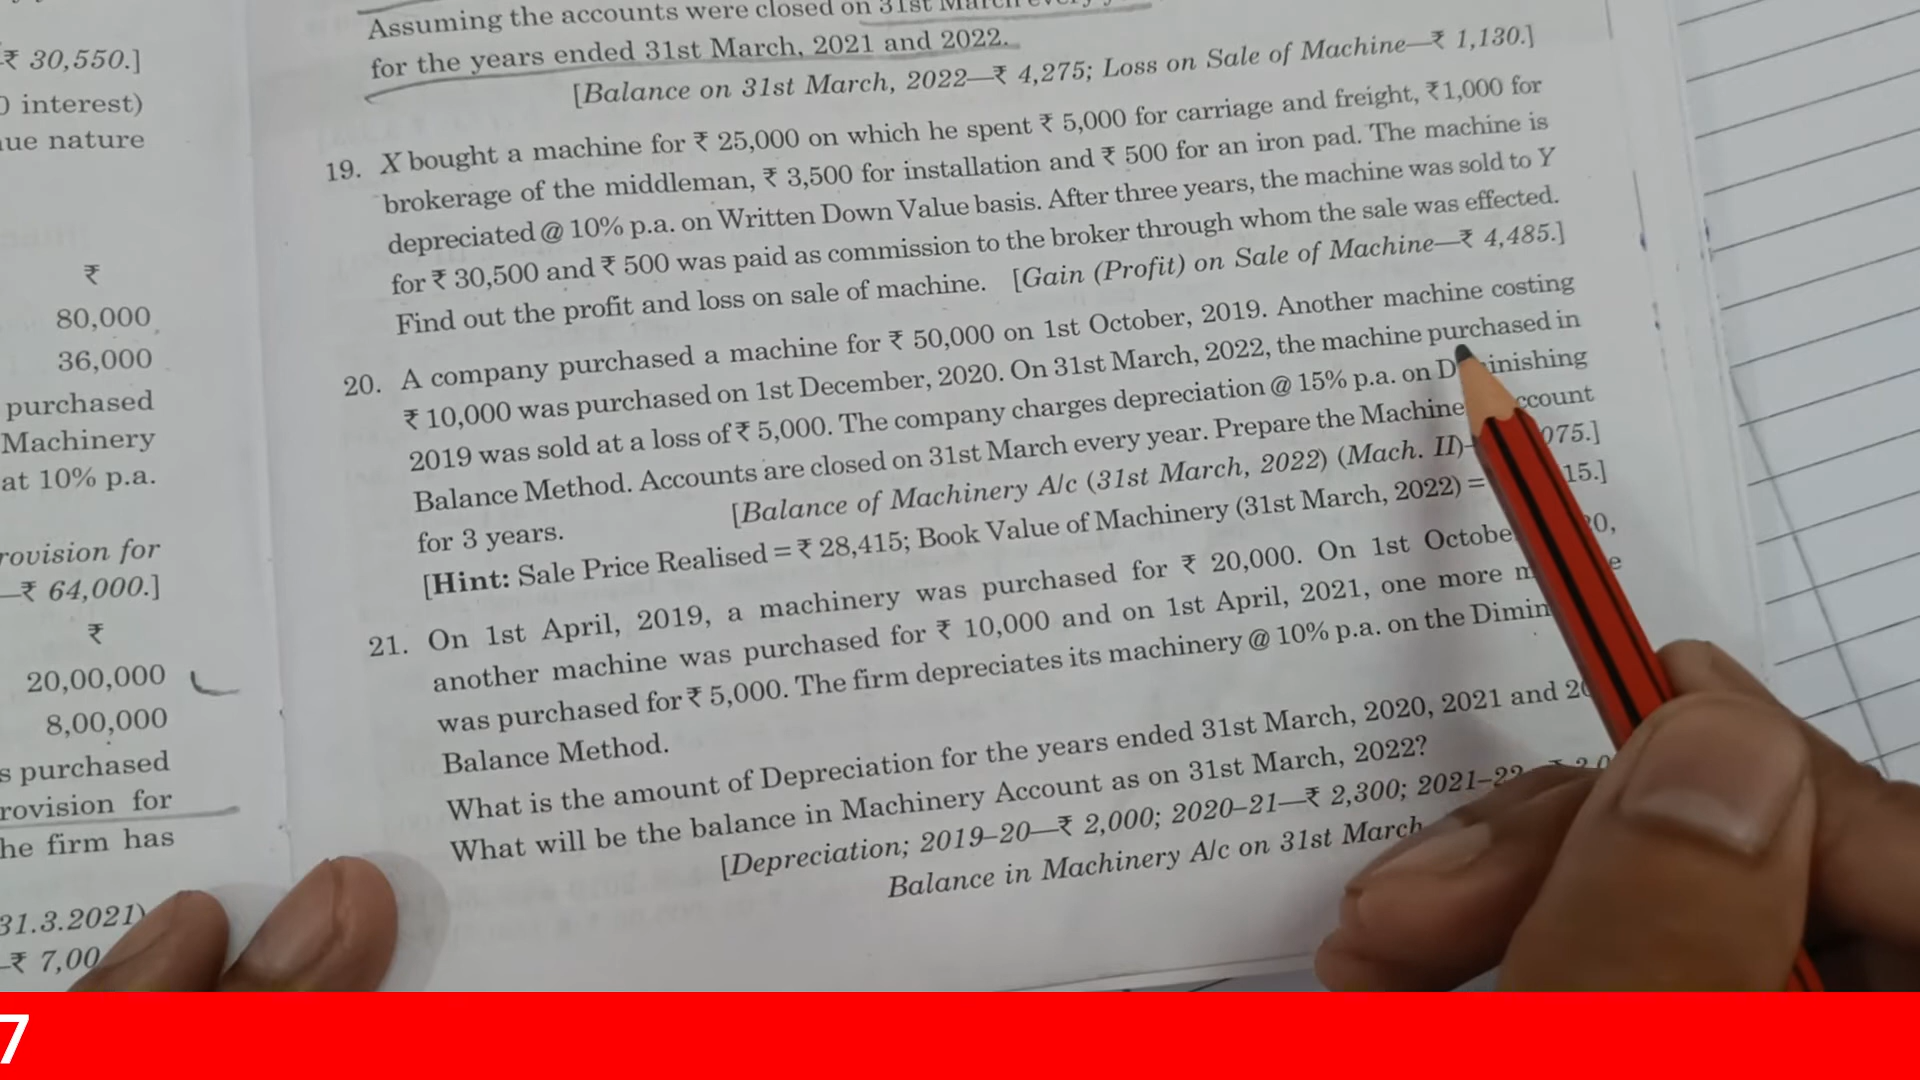 ₹ 30,550.]
interest)
nature
₹
80,000
36,000
purchased
Machinery
at 10% p.a.
for
₹ 64,000.]
₹
20,00,000
8,00,000
purchased
for
firm has
31.3.2021)
₹ 7,00
Assuming the accounts were closed on 31st March
for the years ended 31st March, 2021 and 2022.
[Balance on 31st March, 2022—₹ 4,275; Loss on Sale of Machine—₹ 1,130.]
19. X bought a machine for ₹ 25,000 on which he spent ₹ 5,000 for carriage and freight, ₹1,000 for
brokerage of the middleman, ₹ 3,500 for installation and ₹ 500 for an iron pad. The machine is
depreciated @ 10% p.a. on Written Down Value basis. After three years, the machine was sold to Y
for ₹ 30,500 and ₹ 500 was paid as commission to the broker through whom the sale was effected.
Find out the profit and loss on sale of machine. [Gain (Profit) on Sale of Machine—₹ 4,485.]
20. A company purchased a machine for ₹ 50,000 on 1st October, 2019. Another machine costing
₹ 10,000 was purchased on 1st December, 2020. On 31st March, 2022, the machine purchased in
2019 was sold at a loss of ₹ 5,000. The company charges depreciation @ 15% p.a. on
Balance Method. Accounts are closed on 31st March every year. Prepare the
for 3 years. [Balance of Machinery A/c (31st March, 2022) (Mach. II)
[Hint: Sale Price Realised = ₹ 28,415; Book Value of Machinery (31st March, 2022) =
21. On 1st April, 2019, a machinery was purchased for ₹ 20,000. On 1st
another machine was purchased for ₹ 10,000 and on 1st April, 2021, one more
was purchased for ₹ 5,000. The firm depreciates its machinery @ 10% p.a. on the
Balance Method.
What is the amount of Depreciation for the years ended 31st March, 2020, 2021 and
What will be the balance in Machinery Account as on 31st March, 2022?
[Depreciation; 2019–20—₹ 2,000; 2020–21—₹ 2,300; 2021–22
Balance in Machinery A/c on 31st March
7